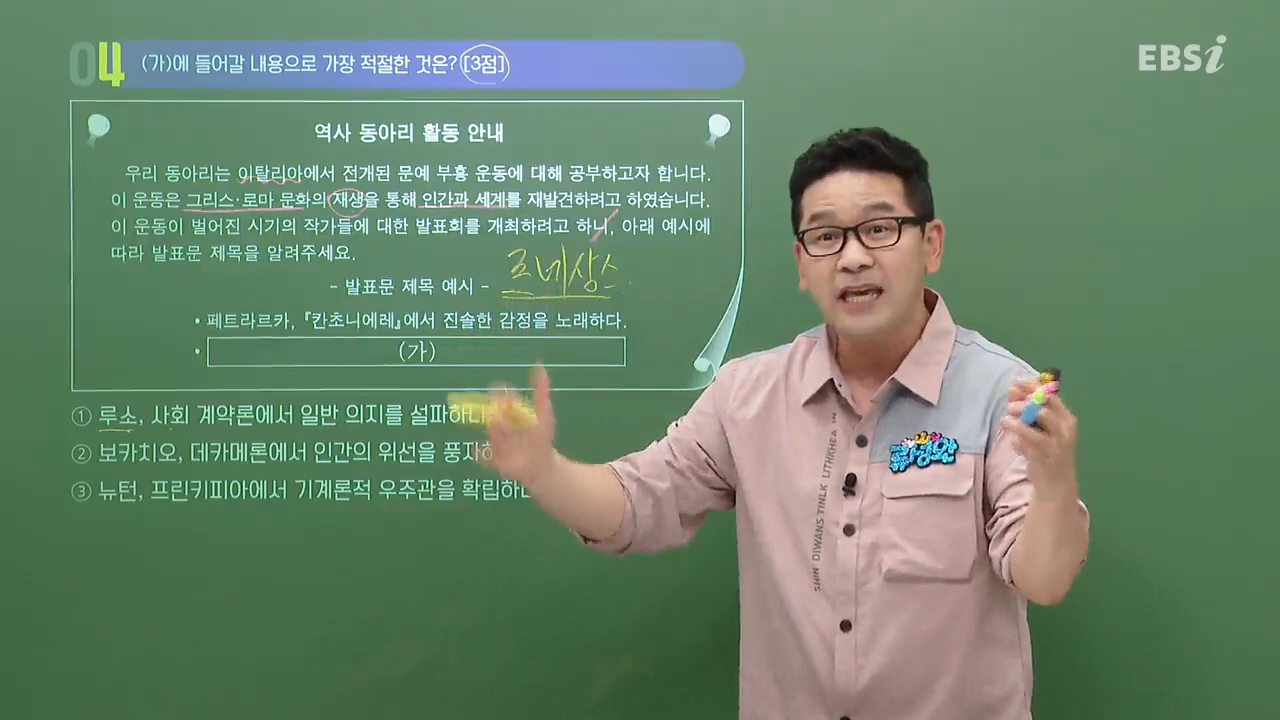 EBSi
04 (가)에 들어갈 내용으로 가장 적절한 것은? [3점]
역사 동아리 활동 안내
우리 동아리는 이탈리아에서 전개된 문예 부흥 운동에 대해 공부하고자 합니다.
이 운동은 그리스·로마 문화의 재생을 통해 인간과 세계를 재발견하려고 하였습니다.
이 운동이 벌어진 시기의 작가들에 대한 발표회를 개최하려고 하니, 아래 예시에
따라 발표문 제목을 알려주세요.
르네상스
- 발표문 제목 예시 -
• 페트라르카, 『칸초니에레』에서 진솔한 감정을 노래하다.
• (가)
① 루소, 사회 계약론에서 일반 의지를 설파하다
② 보카치오, 데카메론에서 인간의 위선을
③ 뉴턴, 프린키피아에서 기계론적 우주관을
SHIN DIWANS TINLK LITHKHEA W